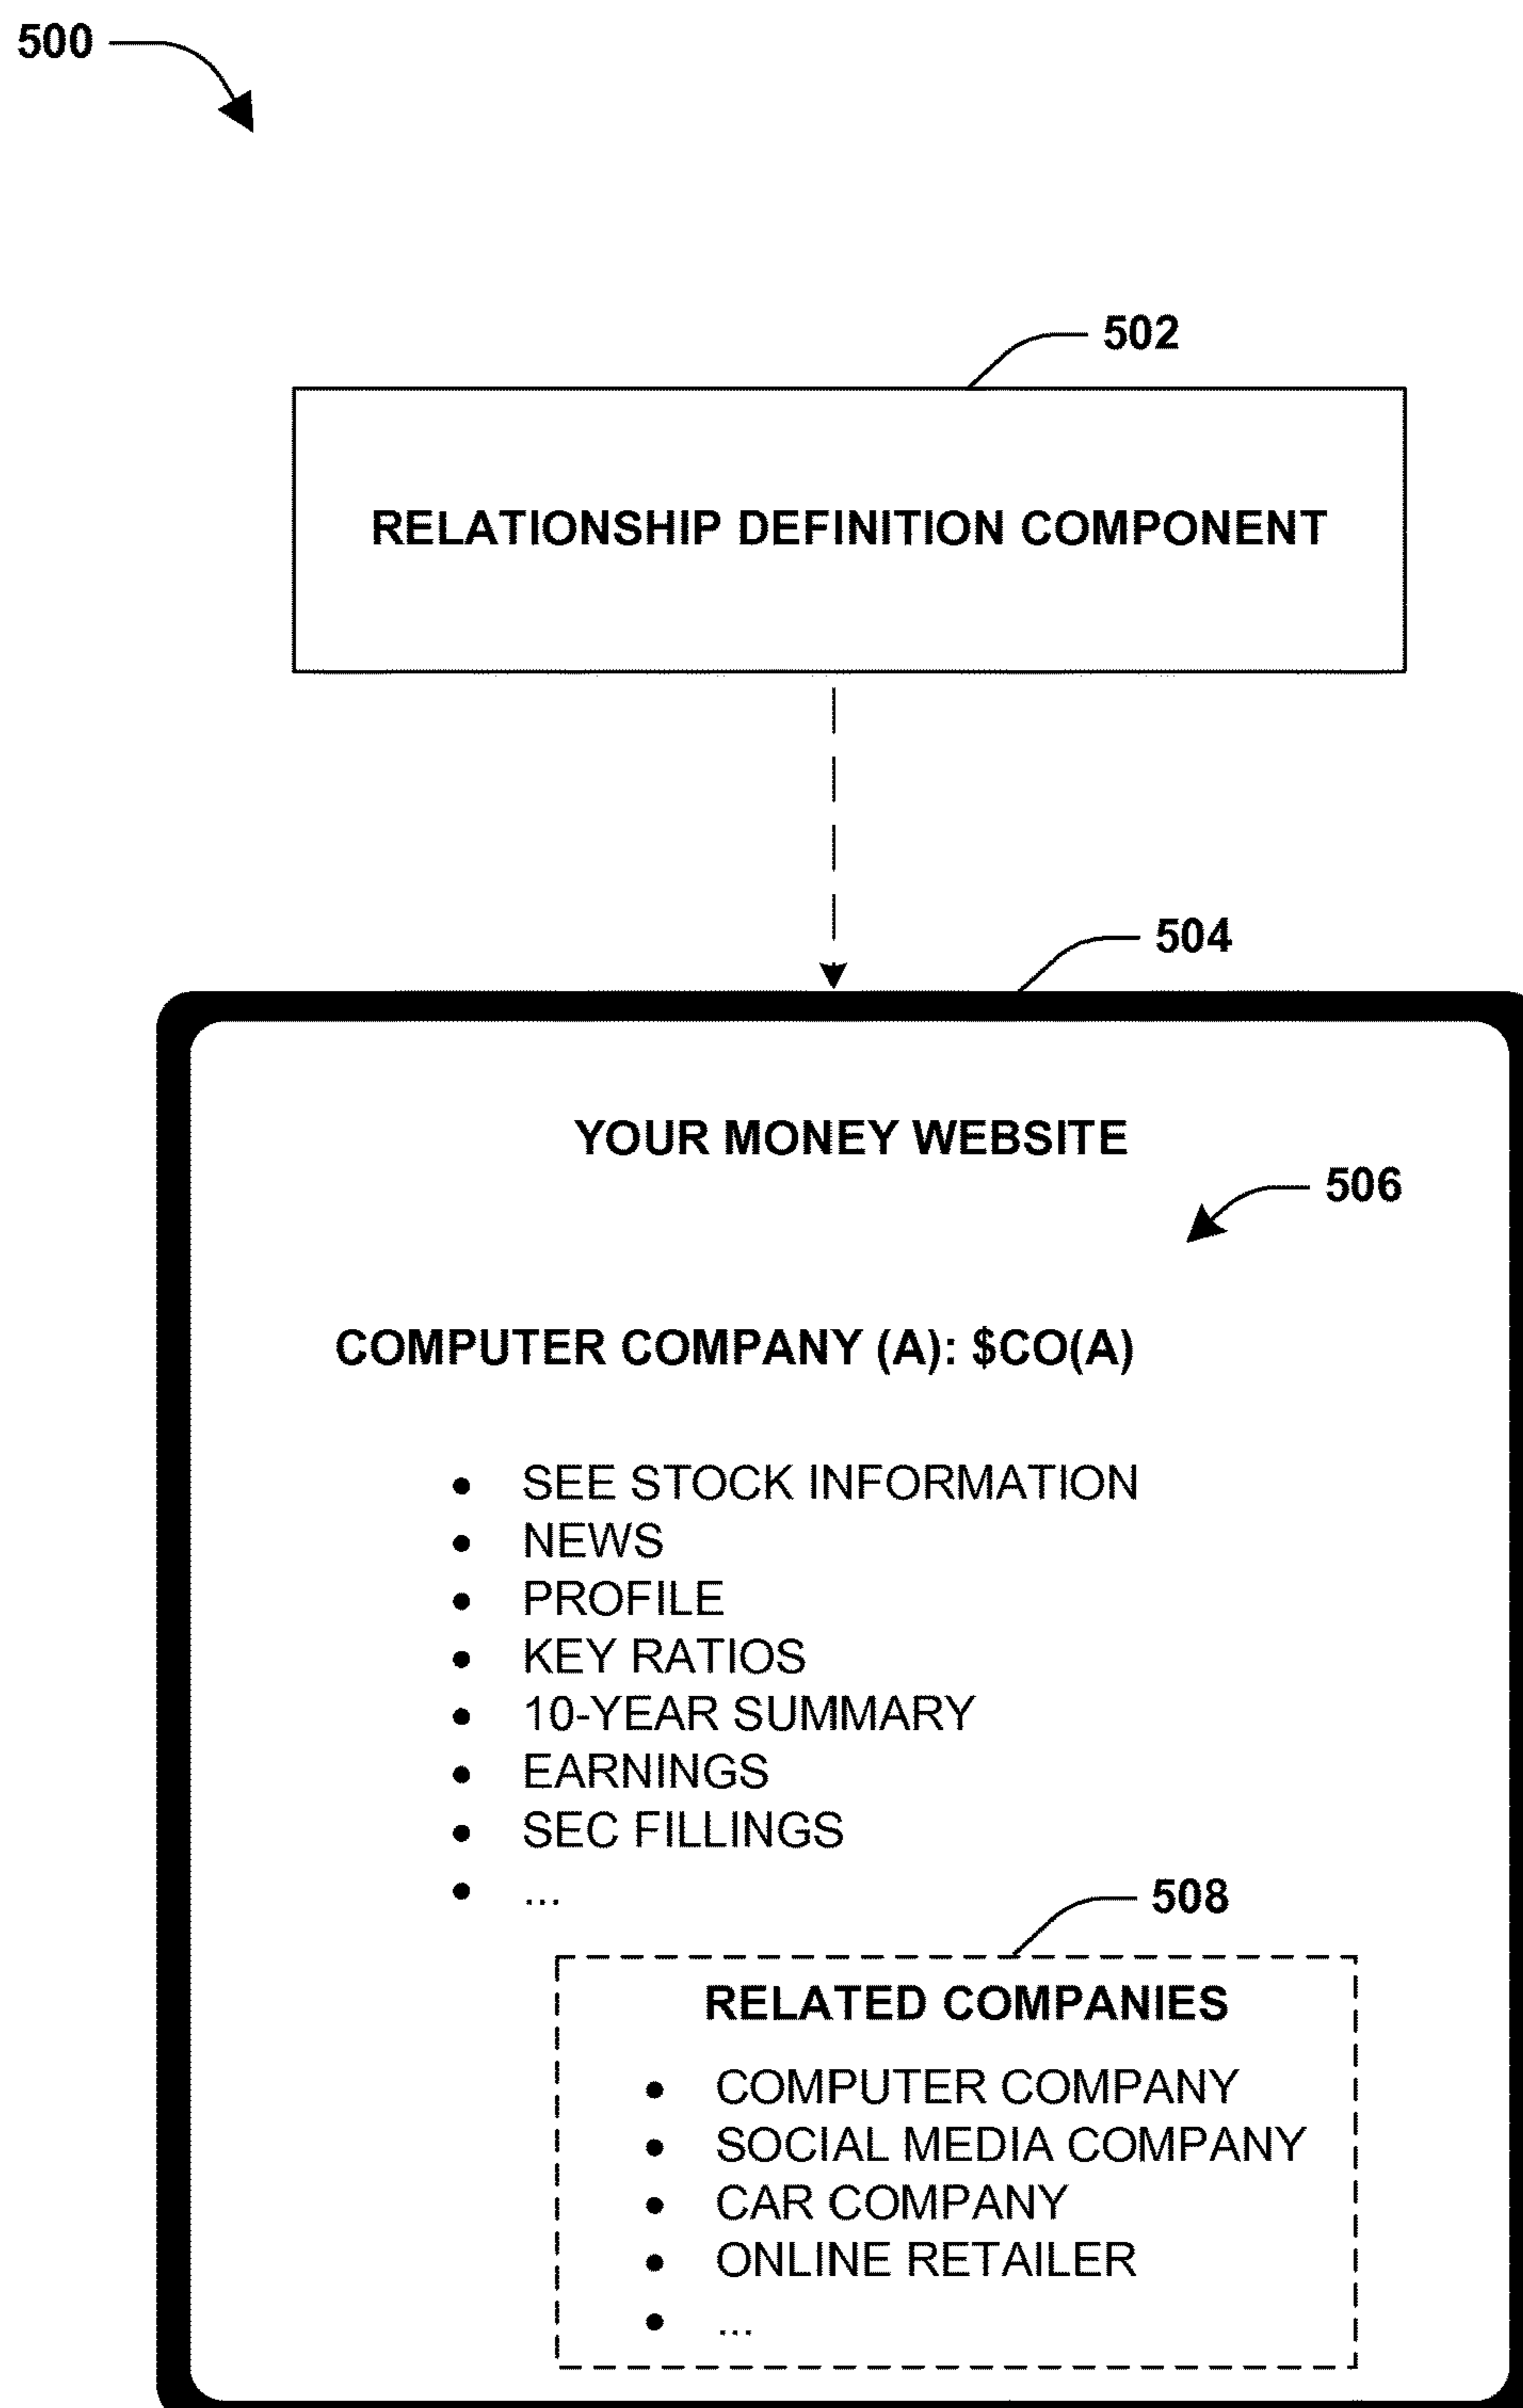 500
502
RELATIONSHIP DEFINITION COMPONENT
504
YOUR MONEY WEBSITE
506
COMPUTER COMPANY (A): $CO(A)
• SEE STOCK INFORMATION
• NEWS
• PROFILE
• KEY RATIOS
• 10-YEAR SUMMARY
• EARNINGS
• SEC FILLINGS
• ...
508
RELATED COMPANIES
• COMPUTER COMPANY
• SOCIAL MEDIA COMPANY
• CAR COMPANY
• ONLINE RETAILER
• ...